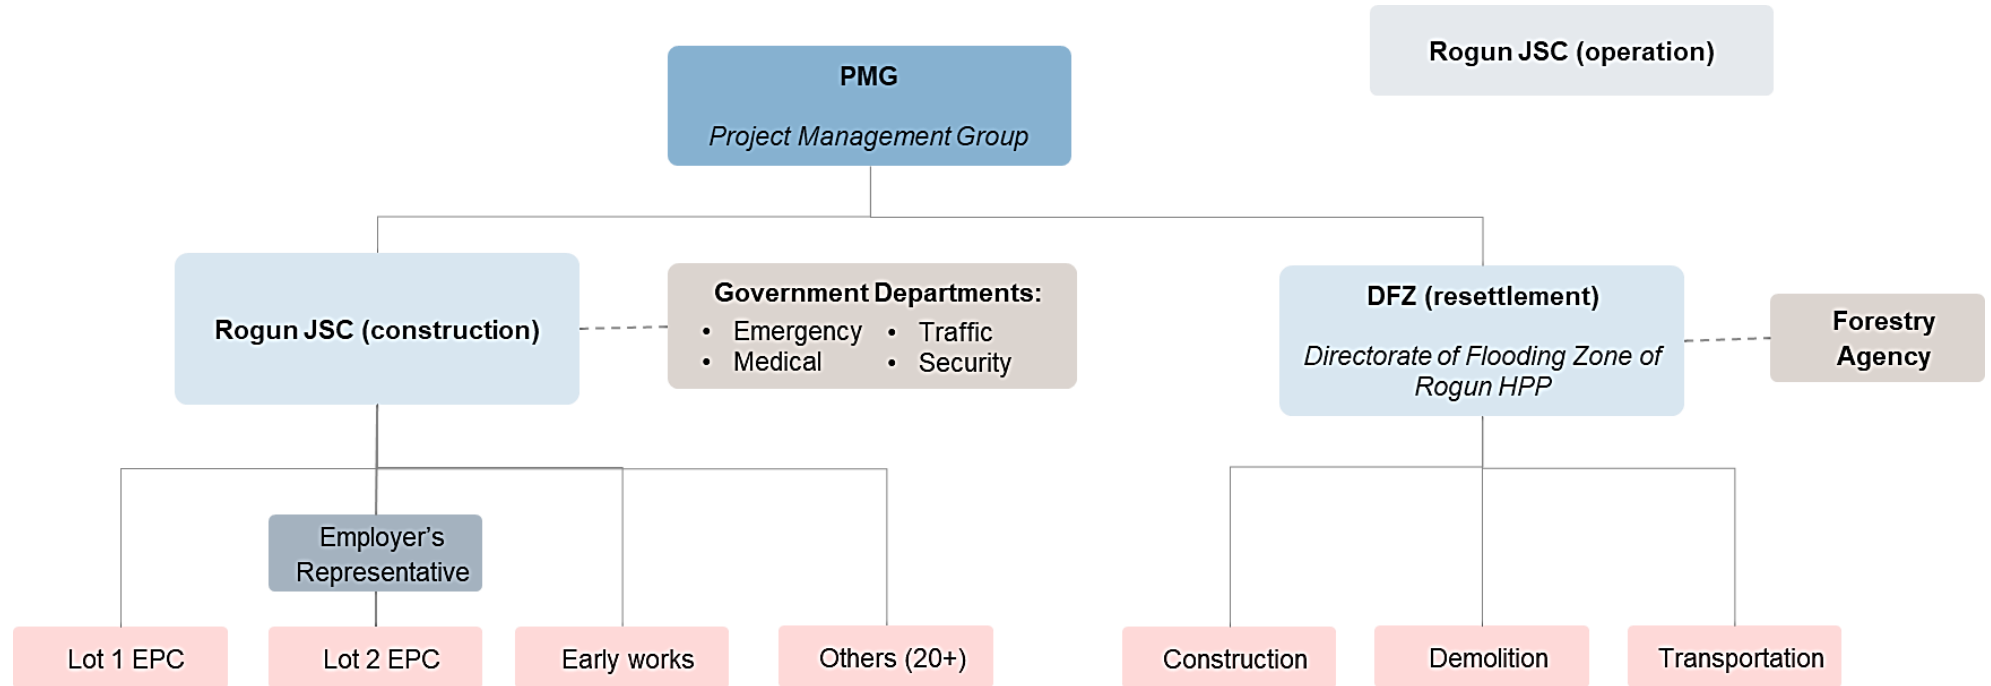 Rogun JSC (operation)
PMG
Project Management Group
Rogun JSC (construction)
Government Departments:
• Emergency • Traffic
• Medical • Security
DFZ (resettlement)
Directorate of Flooding Zone of
Rogun HPP
Forestry
Agency
Employer’s
Representative
Lot 1 EPC
Lot 2 EPC
Early works
Others (20+)
Construction
Demolition
Transportation